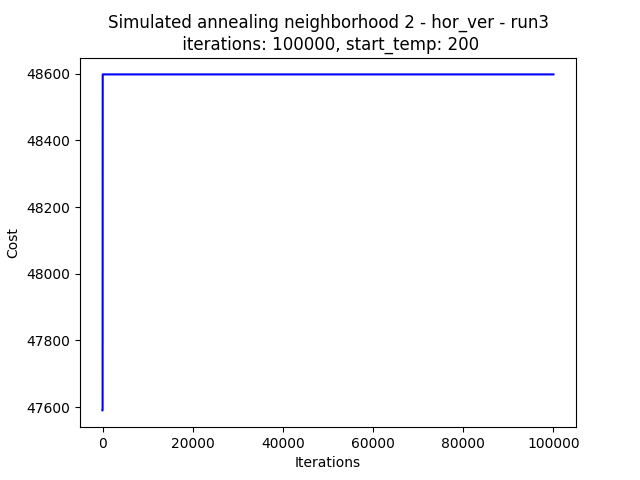 Simulated annealing neighborhood 2 - hor_ver - run3
iterations: 100000, start_temp: 200
48600
48400
48200
48000
47800
47600
Cost
0 20000 40000 60000 80000 100000
Iterations